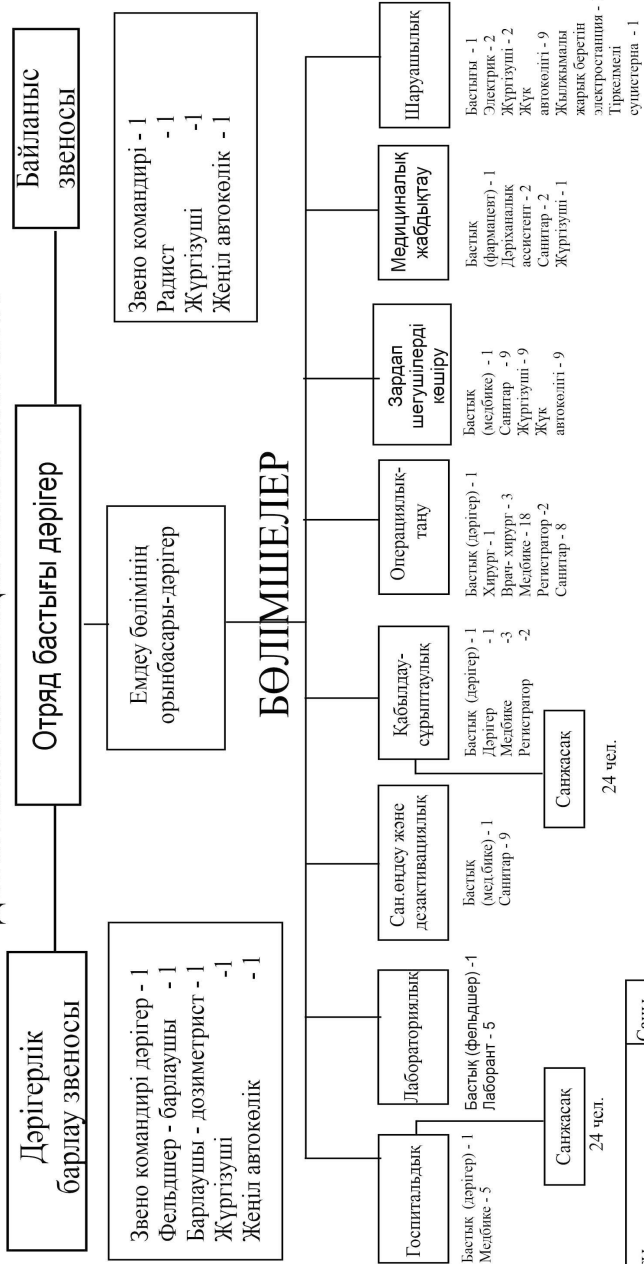 Дәрігерлік
барлау звеносы
Отряд бастығы дәрігер
Байланыс
звеносы
Звено командирі дәрігер - 1
Фельдшер - барлаушы - 1
Барлаушы - дозиметрист - 1
Жүргізуші -1
Жеңіл автокөлік - 1
Емдеу бөлімінің
орынбасары-дәрігер
Звено командирі - 1
Радист - 1
Жүргізуші -1
Жеңіл автокөлік - 1
БӨЛІМШЕЛЕР
Госпитальдық
Бастық (дәрігер) - 1
Медбике - 5
Санжасақ
24 чел.
Лабораториялык
Бастық (фельдшер) -1
Лаборант - 5
Сан.өңдеу және
дезактивациялық
Бастық
(мед.бике) - 1
Санитар - 9
Қабылдау-
сұрыптаулық
Бастық (дәрігер) - 1
Дәрігер - 1
Медбике -3
Регистратор -2
Санжасақ
24 чел.
Операциялық-
тану
Бастық (дәрігер) - 1
Хирург - 1
Врач- хирург - 3
Медбике - 18
Регистратор -2
Санитар - 8
Зардап
шегушілерді
көшіру
Бастық
(медбике) - 1
Санитар - 9
Жүргізуші - 9
Жүк
автокөлігі - 9
Медициналық
жабдықтау
Бастық
(фармацевт) - 1
Дәріханалық
ассистент - 2
Санитар - 2
Жүргізуші - 1
Шаруашылық
Бастығы - 1
Электрик - 2
Жүргізуші - 2
Жүк
автокөлігі - 9
Жылжымалы
жарық беретін
электростанция -
Тіркелмелі
суцистерна - 1